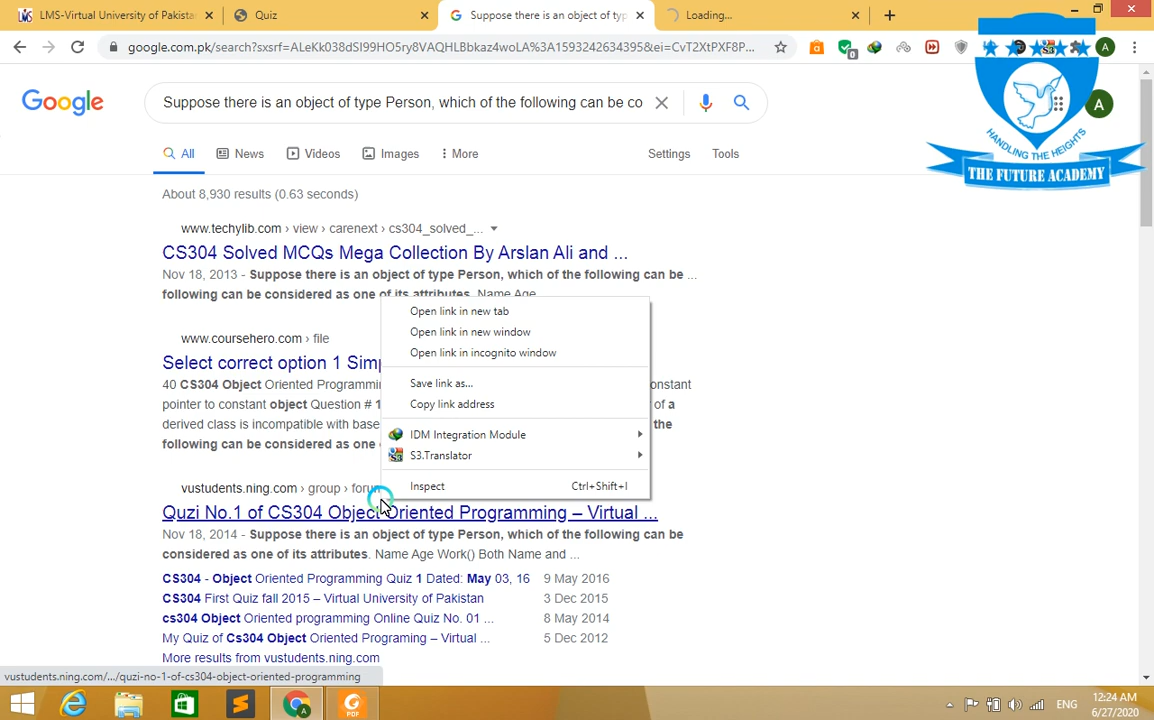 LMS-Virtual University of Pakista
Quiz
Suppose there is an object of typ
Loading...
google.com.pk/search?sxsrf=ALeKk038dSI99HO5ry8VAQHLBbkaz4woLA%3A1593242634395&ei=CvT2XtPXF8P...
0
A
HANDLING THE HEIGHTS
THE FUTURE ACADEMY
Google
Suppose there is an object of type Person, which of the following can be co
A
All
News
Videos
Images
More
Settings
Tools
About 8,930 results (0.63 seconds)
www.techylib.com › view › carenext › cs304_solved_...
CS304 Solved MCQs Mega Collection By Arslan Ali and ...
Nov 18, 2013 - Suppose there is an object of type Person, which of the following can be ...
following can be considered as one of its attributes. Name Age
www.coursehero.com › file
Select correct option 1 Simp
40 CS304 Object Oriented Programmin
onstant
pointer to constant object Question # 1
of a
derived class is incompatible with base
the
following can be considered as one of
Open link in new tab
Open link in new window
Open link in incognito window
Save link as...
Copy link address
IDM Integration Module
S3.Translator
Inspect Ctrl+Shift+I
vustudents.ning.com › group › forum
Quzi No.1 of CS304 Object Oriented Programming – Virtual ...
Nov 18, 2014 - Suppose there is an object of type Person, which of the following can be
considered as one of its attributes. Name Age Work() Both Name and ...
CS304 - Object Oriented Programming Quiz 1 Dated: May 03, 16 9 May 2016
CS304 First Quiz fall 2015 – Virtual University of Pakistan 3 Dec 2015
cs304 Object Oriented programming Online Quiz No. 01 ... 8 May 2014
My Quiz of Cs304 Object Oriented Programing – Virtual ... 5 Dec 2012
More results from vustudents.ning.com
vustudents.ning.com/.../quzi-no-1-of-cs304-object-oriented-programming
PDF
ENG
12:24 AM
6/27/2020